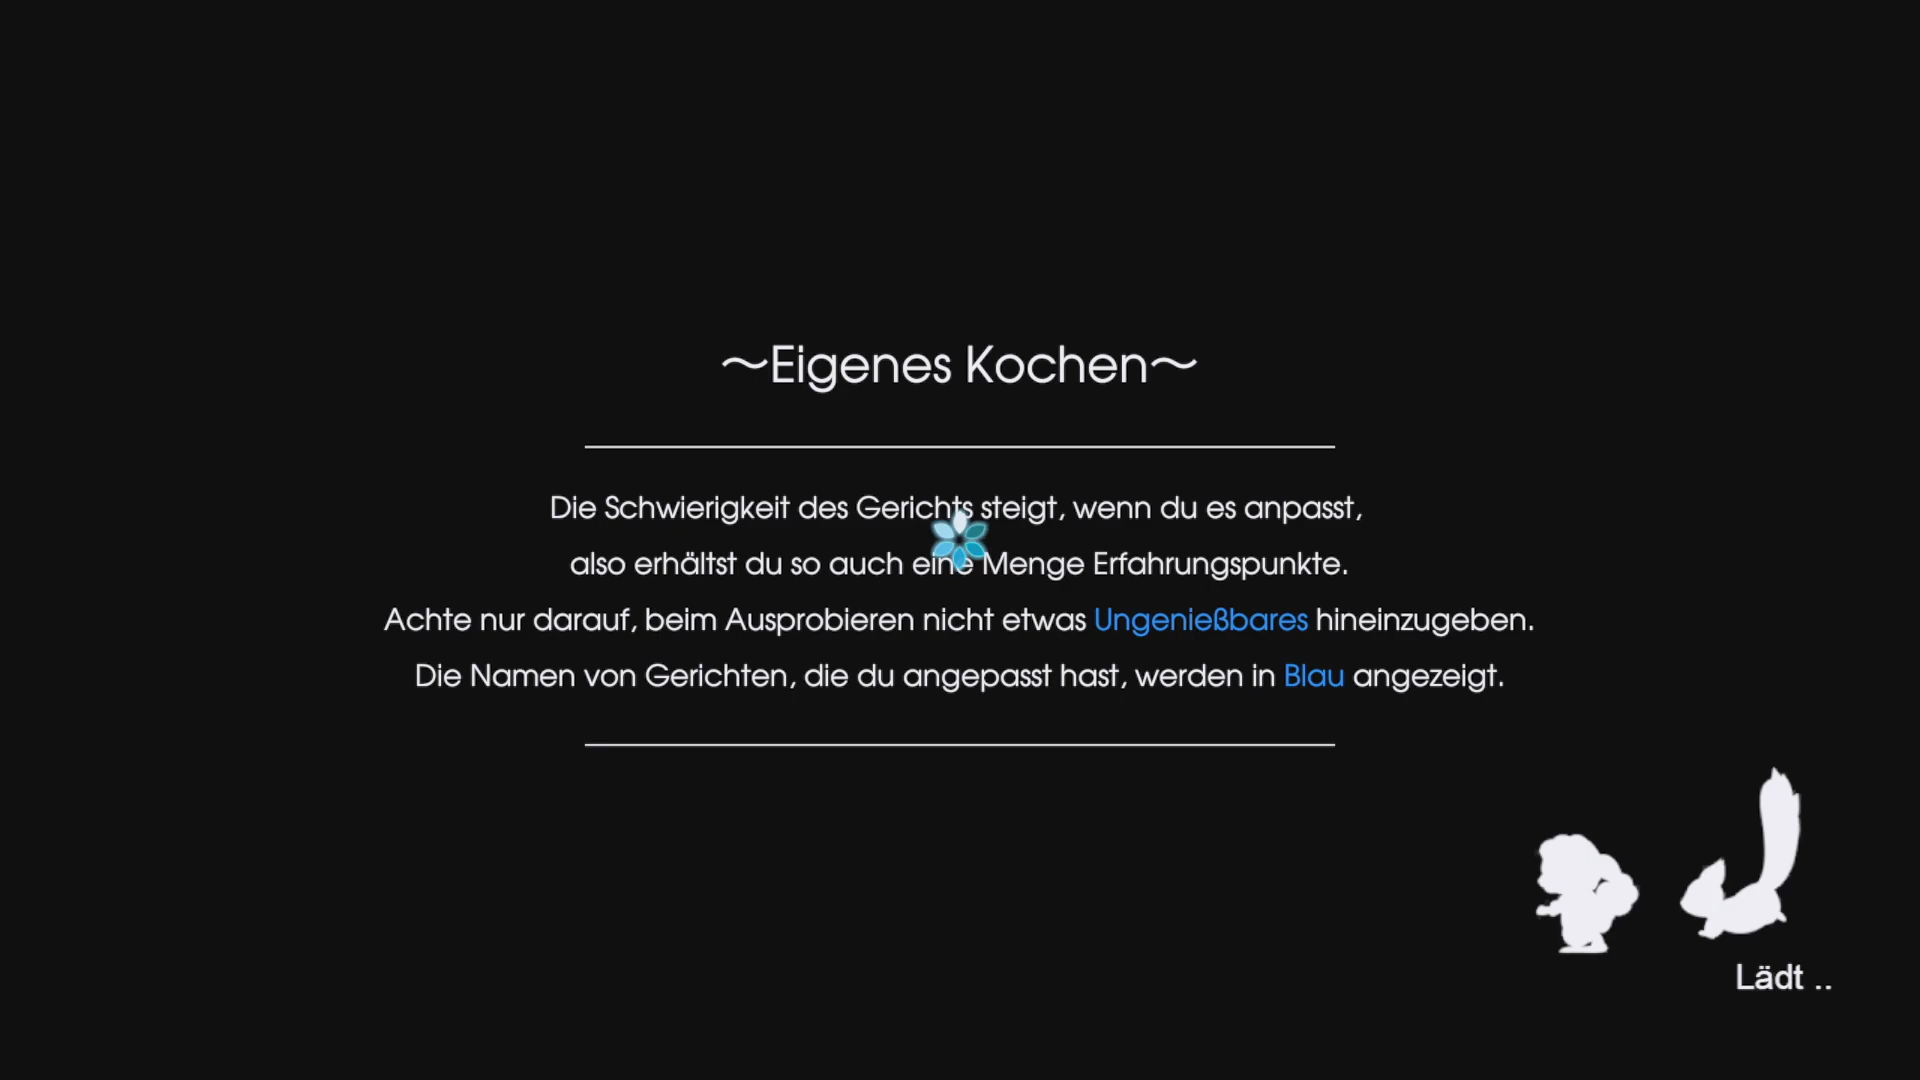 ～Eigenes Kochen～
Die Schwierigkeit des Gerichts steigt, wenn du es anpasst,
also erhältst du so auch eine Menge Erfahrungspunkte.
Achte nur darauf, beim Ausprobieren nicht etwas Ungenießbares hineinzugeben.
Die Namen von Gerichten, die du angepasst hast, werden in Blau angezeigt.
Lädt ..